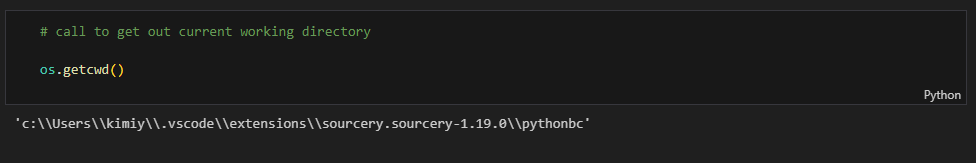 # call to get out current working directory
os.getcwd()
Python
'c:\\Users\\kimiy\\.vscode\\extensions\\sourcery.sourcery-1.19.0\\pythonbc'